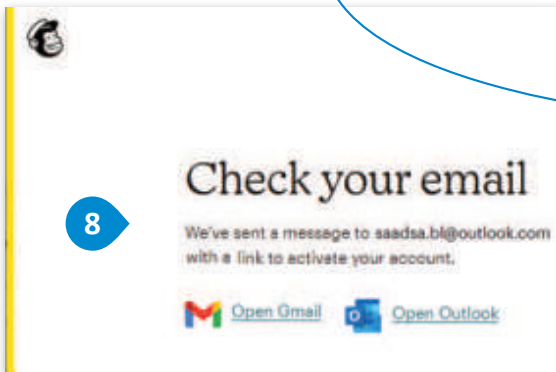 Check your email
8
We've sent a message to saadsa.bl@outlook.com
with a link to activate your account.
Open Gmail
Open Outlook